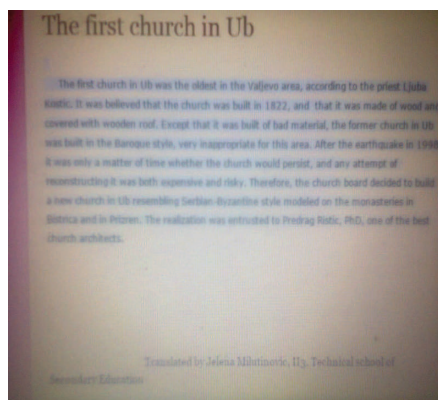 The first church in Ub
The first church in Ub was the oldest in the Valjevo area, according to the priest Ljuba
Kostic. It was believed that the church was built in 1822, and that it was made of wood and
covered with wooden roof. Except that it was built of bad material, the former church in Ub
was built in the Baroque style, very inappropriate for this area. After the earthquake in 1998
it was only a matter of time whether the church would persist, and any attempt of
reconstructing it was both expensive and risky. Therefore, the church board decided to build
a new church in Ub resembling Serbian-Byzantine style modeled on the monasteries in
Bistrica and in Prizren. The realization was entrusted to Predrag Ristic, PhD, one of the best
church architects.
Translated by Jelena Milutinovic, II3, Technical school of
Secondary Education